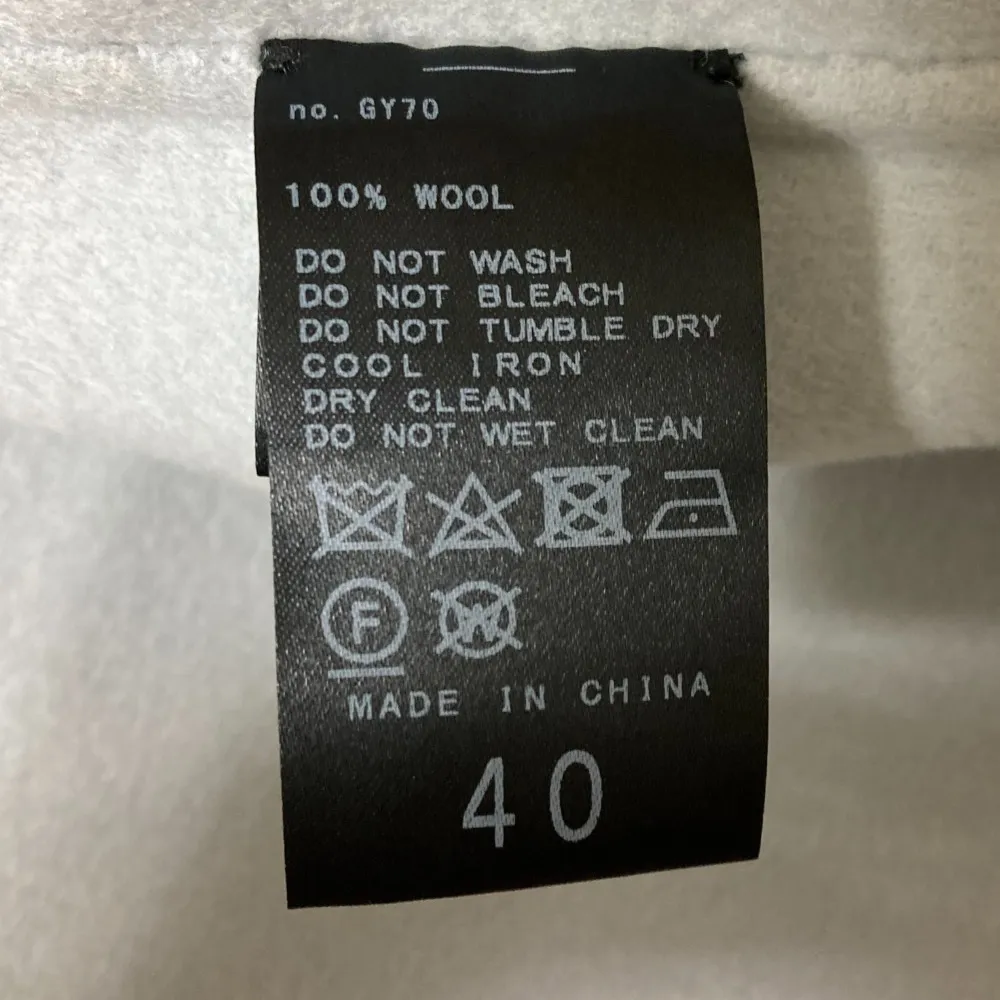 no. GY70
100% WOOL
DO NOT WASH
DO NOT BLEACH
DO NOT TUMBLE DRY
COOL IRON
DRY CLEAN
DO NOT WET CLEAN
F W
MADE IN CHINA
40